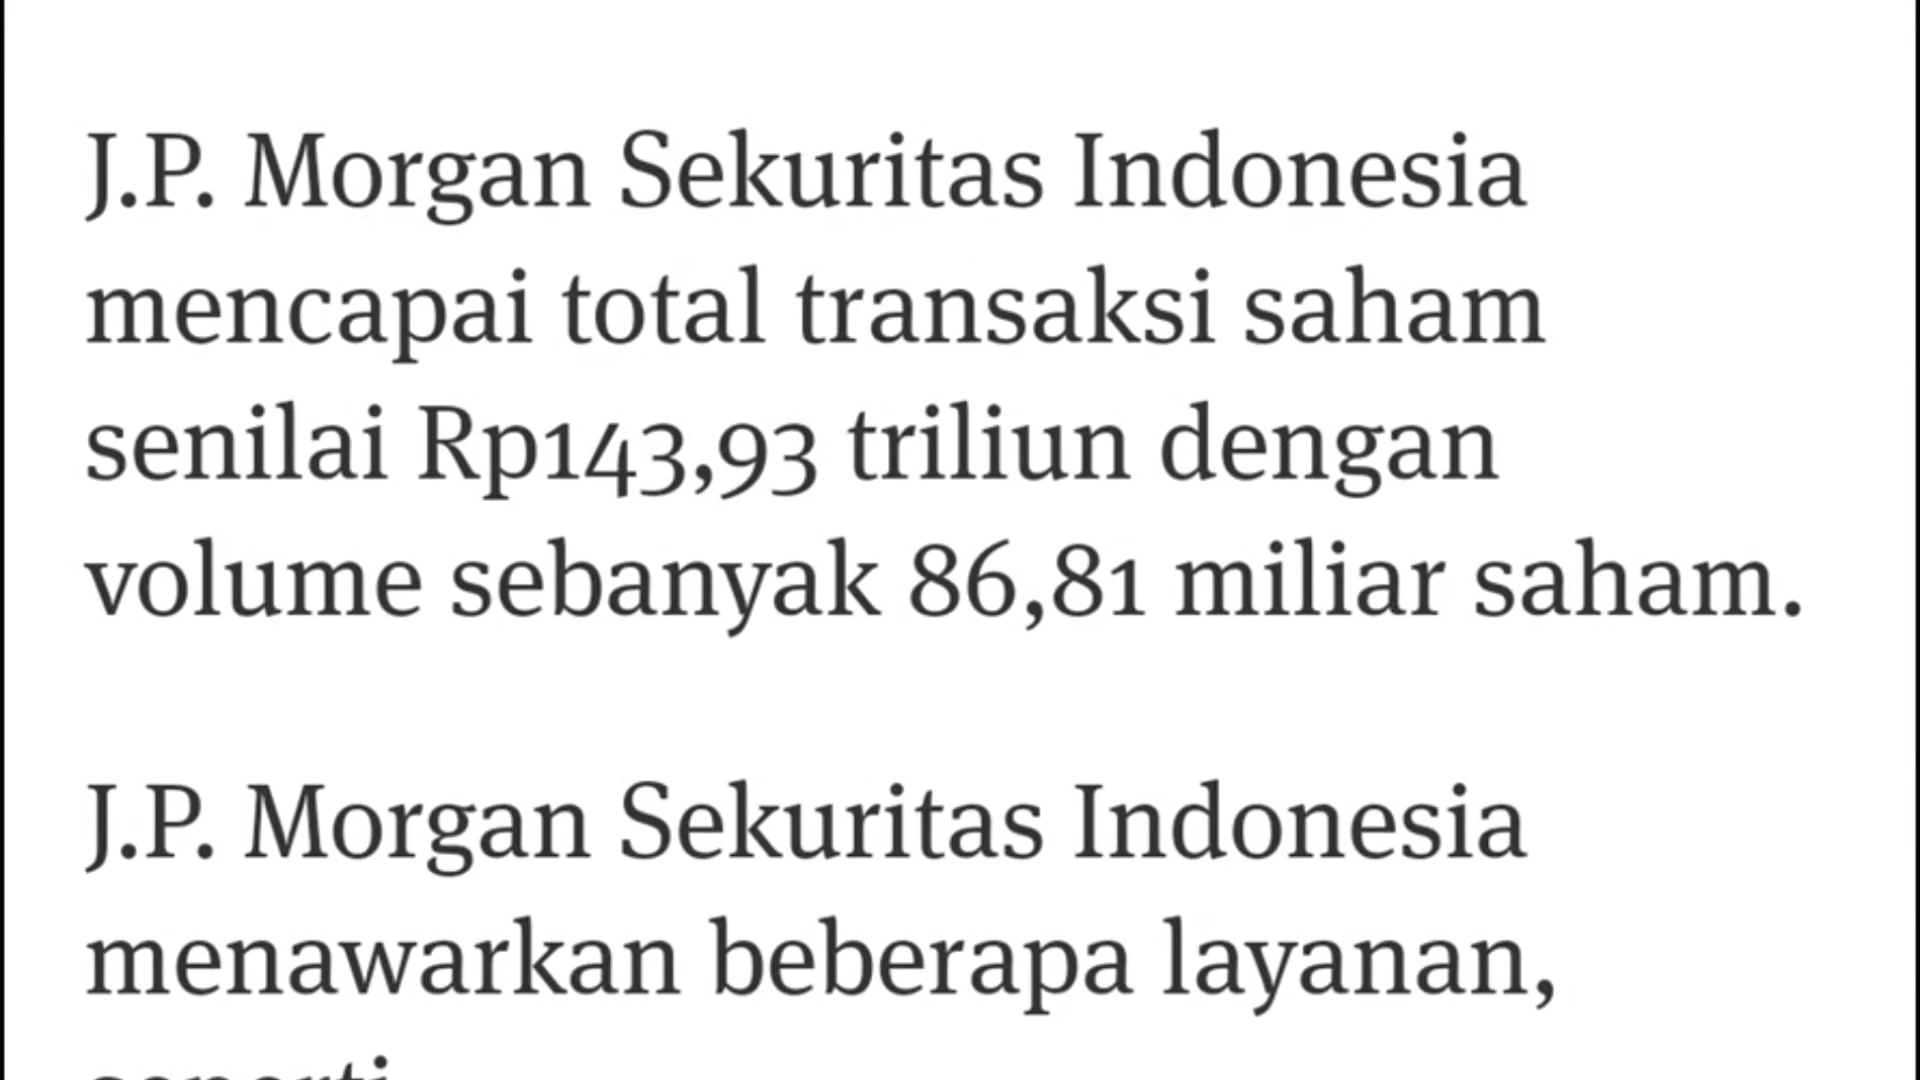 J.P. Morgan Sekuritas Indonesia
mencapai total transaksi saham
senilai Rp143,93 triliun dengan
volume sebanyak 86,81 miliar saham.
J.P. Morgan Sekuritas Indonesia
menawarkan beberapa layanan,
seperti